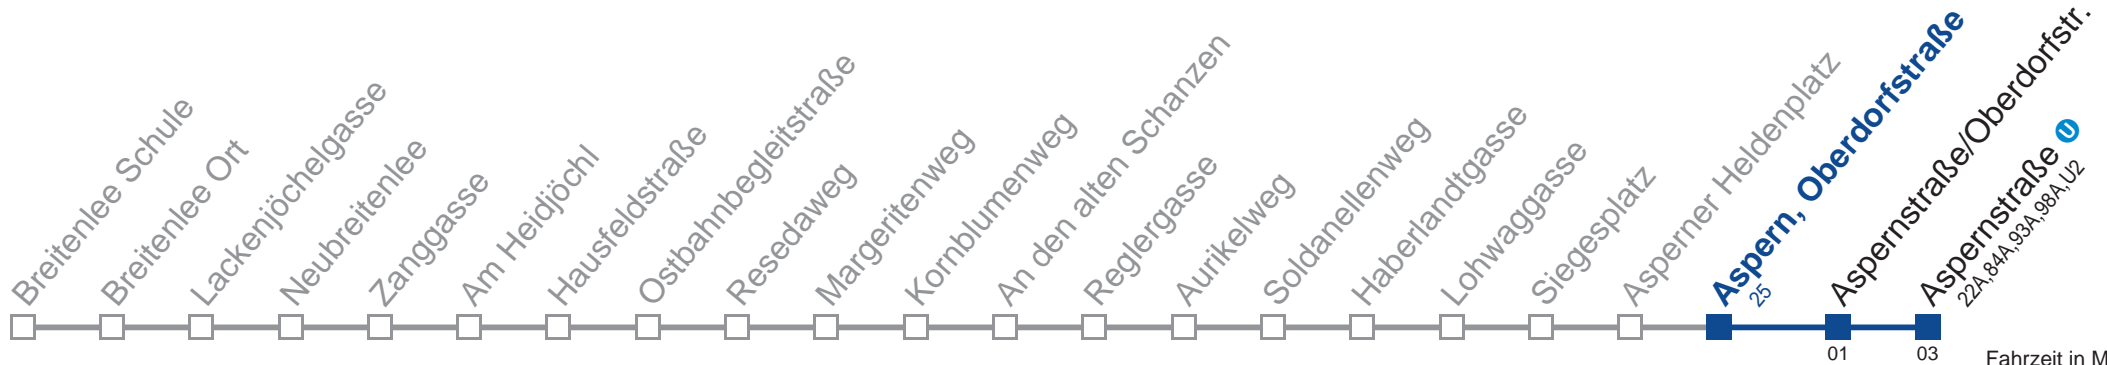 Breitenlee Schule
Breitenlee Ort
Lackenjöchelgasse
Neubreitenlee
Zanggasse
Am Heidjöchl
Hausfeldstraße
Ostbahnbegleitstraße
Resedaweg
Margeritenweg
Kornblumenweg
An den alten Schanzen
Reglergasse
Aurikelweg
Soldanellenweg
Haberlandtgasse
Lohwaggasse
Siegesplatz
Asperner Heldenplatz
Aspern, Oberdorfstraße
25
Aspernstraße/Oberdorfstr.
Aspernstraße U
22A,84A,93A,98A,U2
01
03
Fahrzeit in M